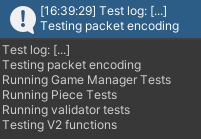 [16:39:29] Test log: [...]
Testing packet encoding
Test log: [...]
Testing packet encoding
Running Game Manager Tests
Running Piece Tests
Running validator tests
Testing V2 functions